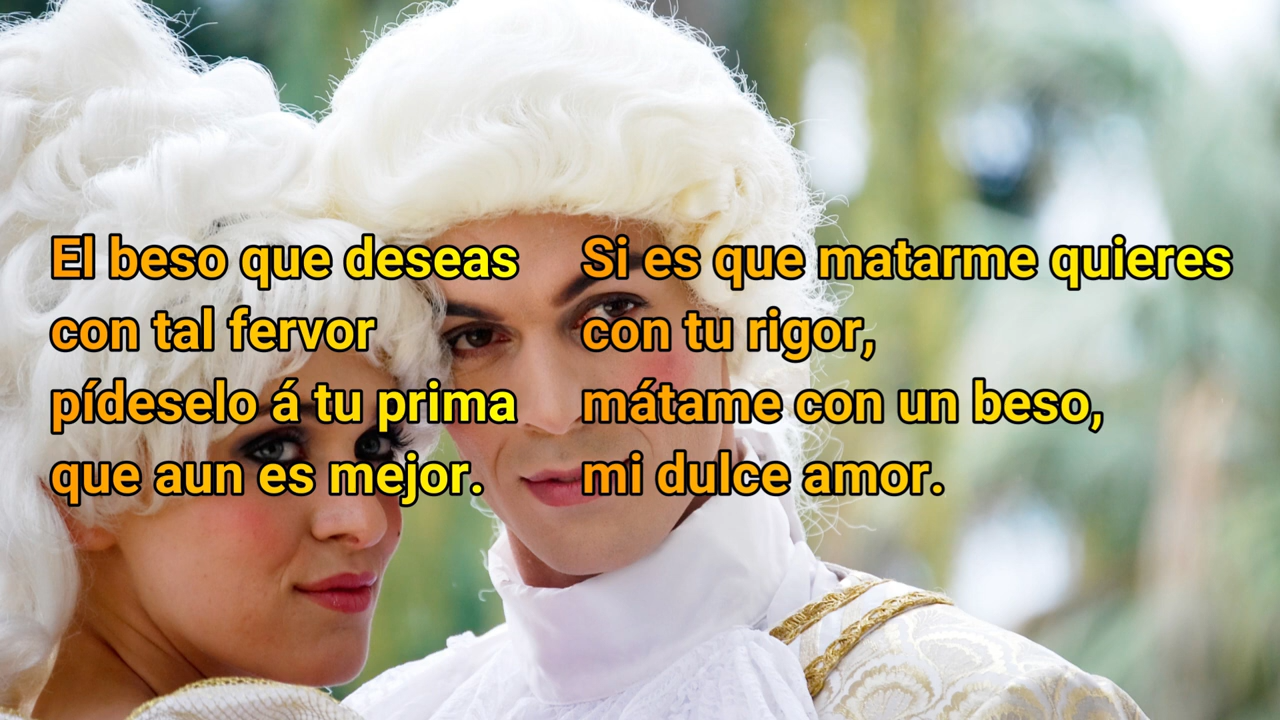 El beso que deseas
con tal fervor
pídeselo á tu prima
que aun es mejor.
Si es que matarme quieres
con tu rigor,
mátame con un beso,
mi dulce amor.